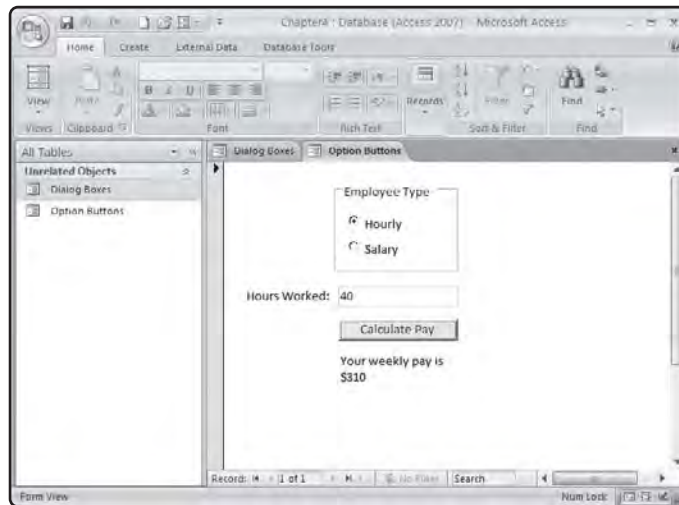 Chapter4 : Database (Access 2007) - Microsoft Access
Home Create External Data Database Tools
View
Paste
B I U
Records
Filter
Find
Views Clipboard Font Rich Text Sort & Filter Find
All Tables
Unrelated Objects
Dialog Boxes
Option Buttons
Dialog Boxes Option Buttons
Employee Type
Hourly
Salary
Hours Worked: 40
Calculate Pay
Your weekly pay is
$310
Record: 1 of 1 No Filter Search
Form View Num Lock